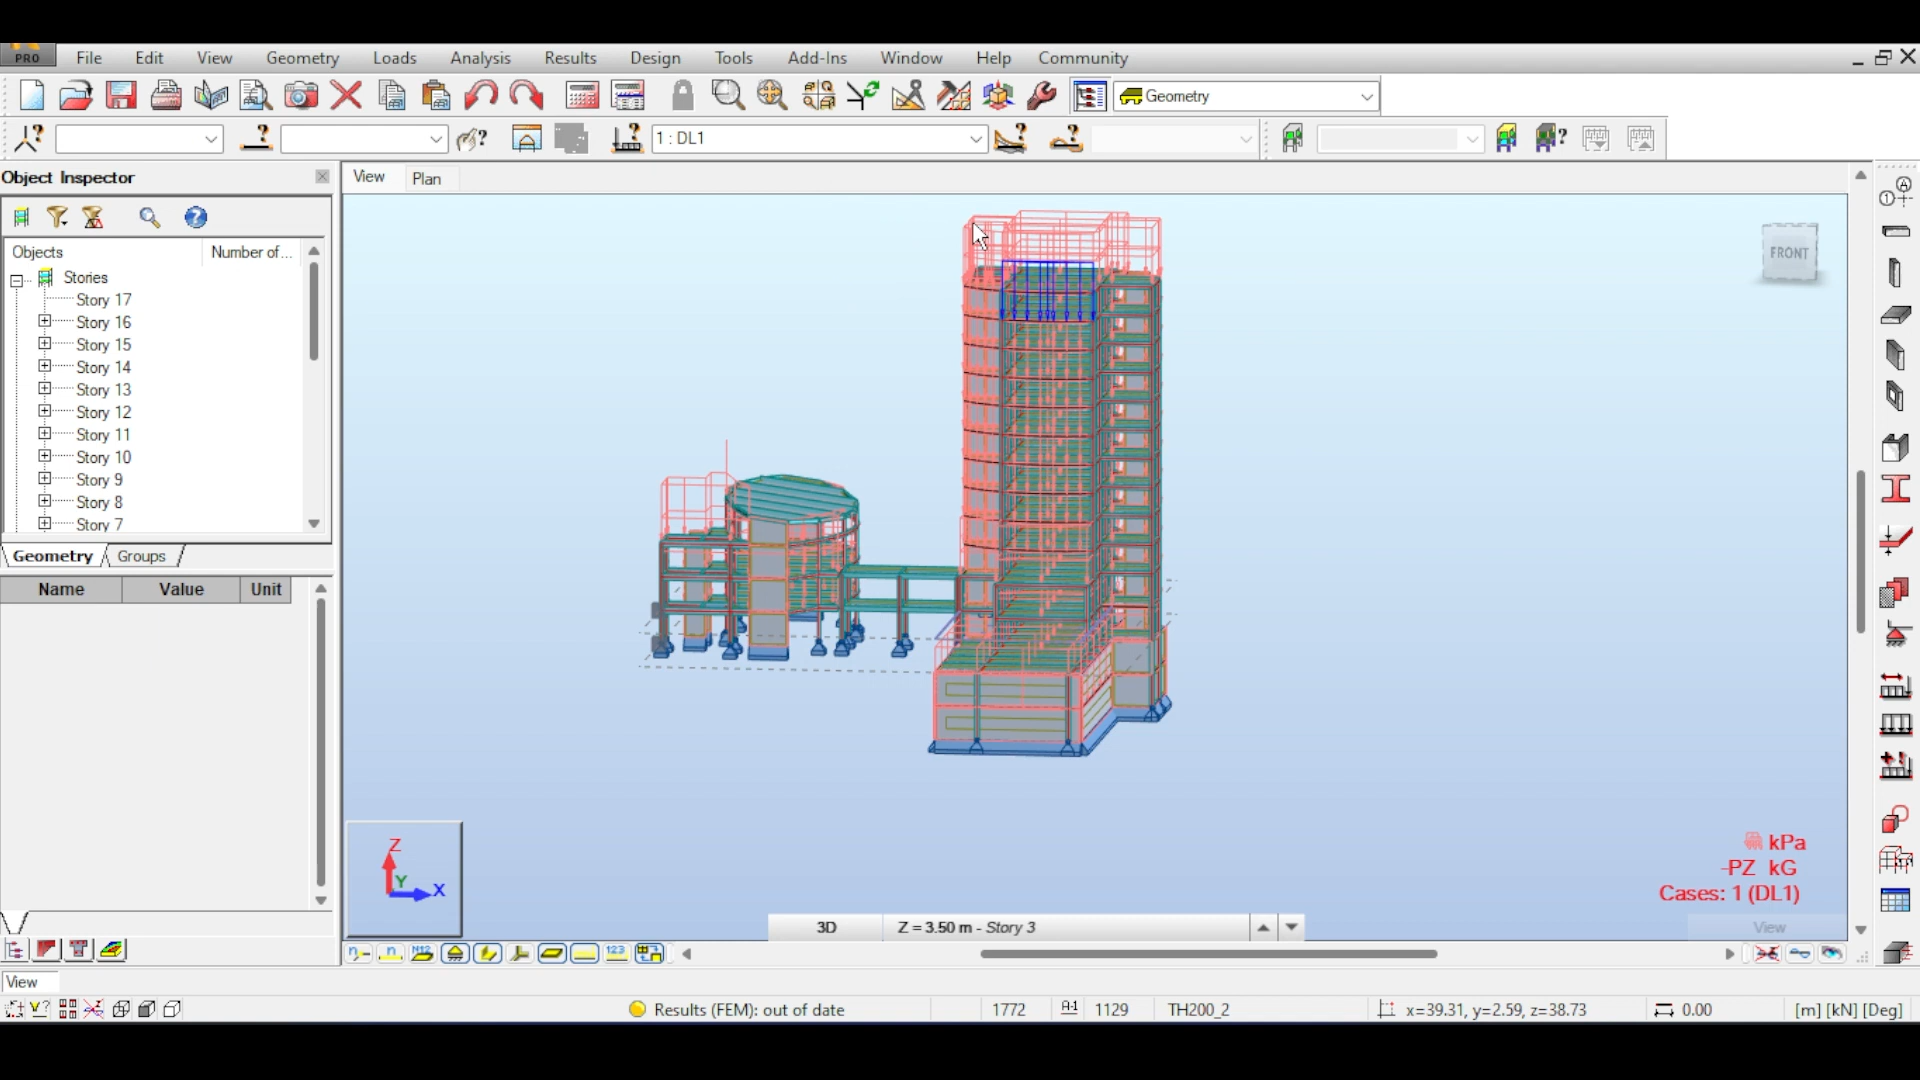 PRO File Edit View Geometry Loads Analysis Results Design Tools Add-Ins Window Help Community
Geometry
1 : DL1
Object Inspector
View Plan
Objects Number of...
Stories
Story 17
Story 16
Story 15
Story 14
Story 13
Story 12
Story 11
Story 10
Story 9
Story 8
Story 7
Geometry Groups
Name Value Unit
FRONT
Z
Y
X
kPa
-PZ kG
Cases: 1 (DL1)
3D Z = 3.50 m - Story 3
View
View
Results (FEM): out of date 1772 1129 TH200_2 x=39.31, y=2.59, z=38.73 0.00 [m] [kN] [Deg]